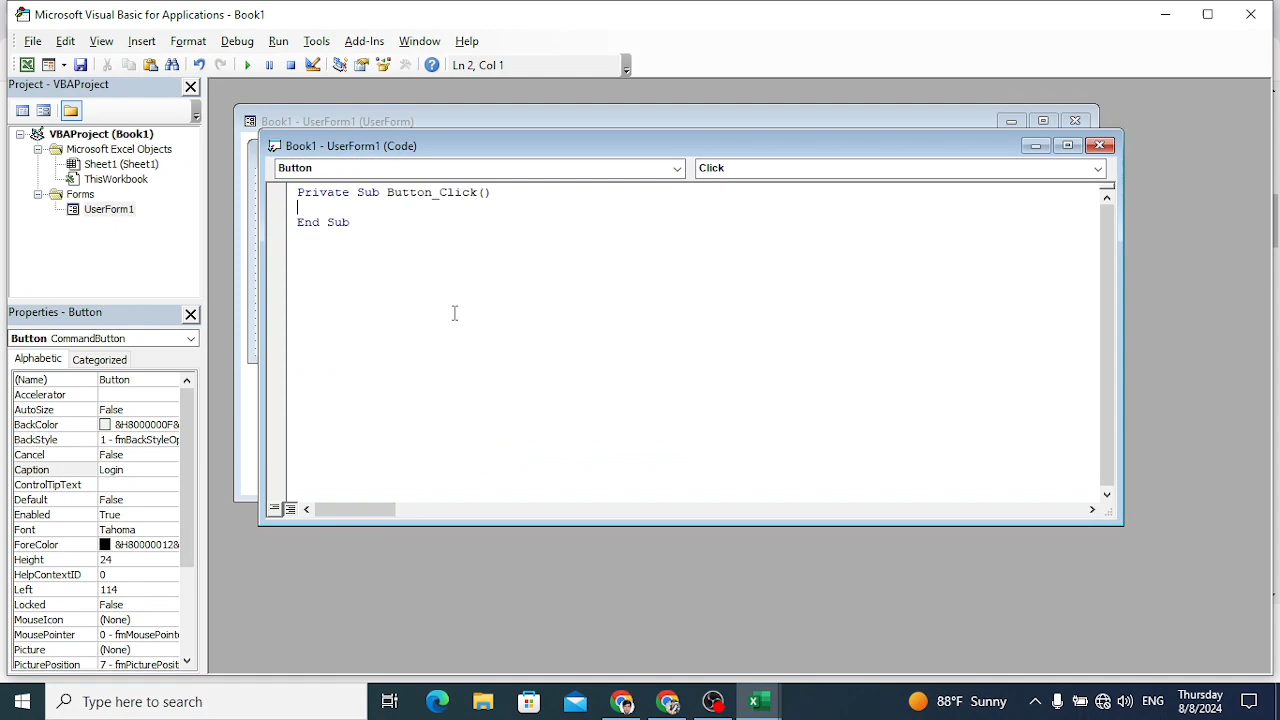 Microsoft Visual Basic for Applications - Book1
File Edit View Insert Format Debug Run Tools Add-Ins Window Help
Ln 2, Col 1
Project - VBAProject
VBAProject (Book1)
Microsoft Excel Objects
Sheet1 (Sheet1)
ThisWorkbook
Forms
UserForm1
Book1 - UserForm1 (UserForm)
Book1 - UserForm1 (Code)
Button Click
Private Sub Button_Click()
End Sub
Properties - Button
Button CommandButton
Alphabetic Categorized
(Name) Button
Accelerator
AutoSize False
BackColor &H8000000F&
BackStyle 1 - fmBackStyleOp
Cancel False
Caption Login
ControlTipText
Default False
Enabled True
Font Tahoma
ForeColor &H80000012&
Height 24
HelpContextID 0
Left 114
Locked False
MouseIcon (None)
MousePointer 0 - fmMousePoint
Picture (None)
PicturePosition 7 - fmPicturePosit
Type here to search
88°F Sunny
ENG
Thursday
8/8/2024